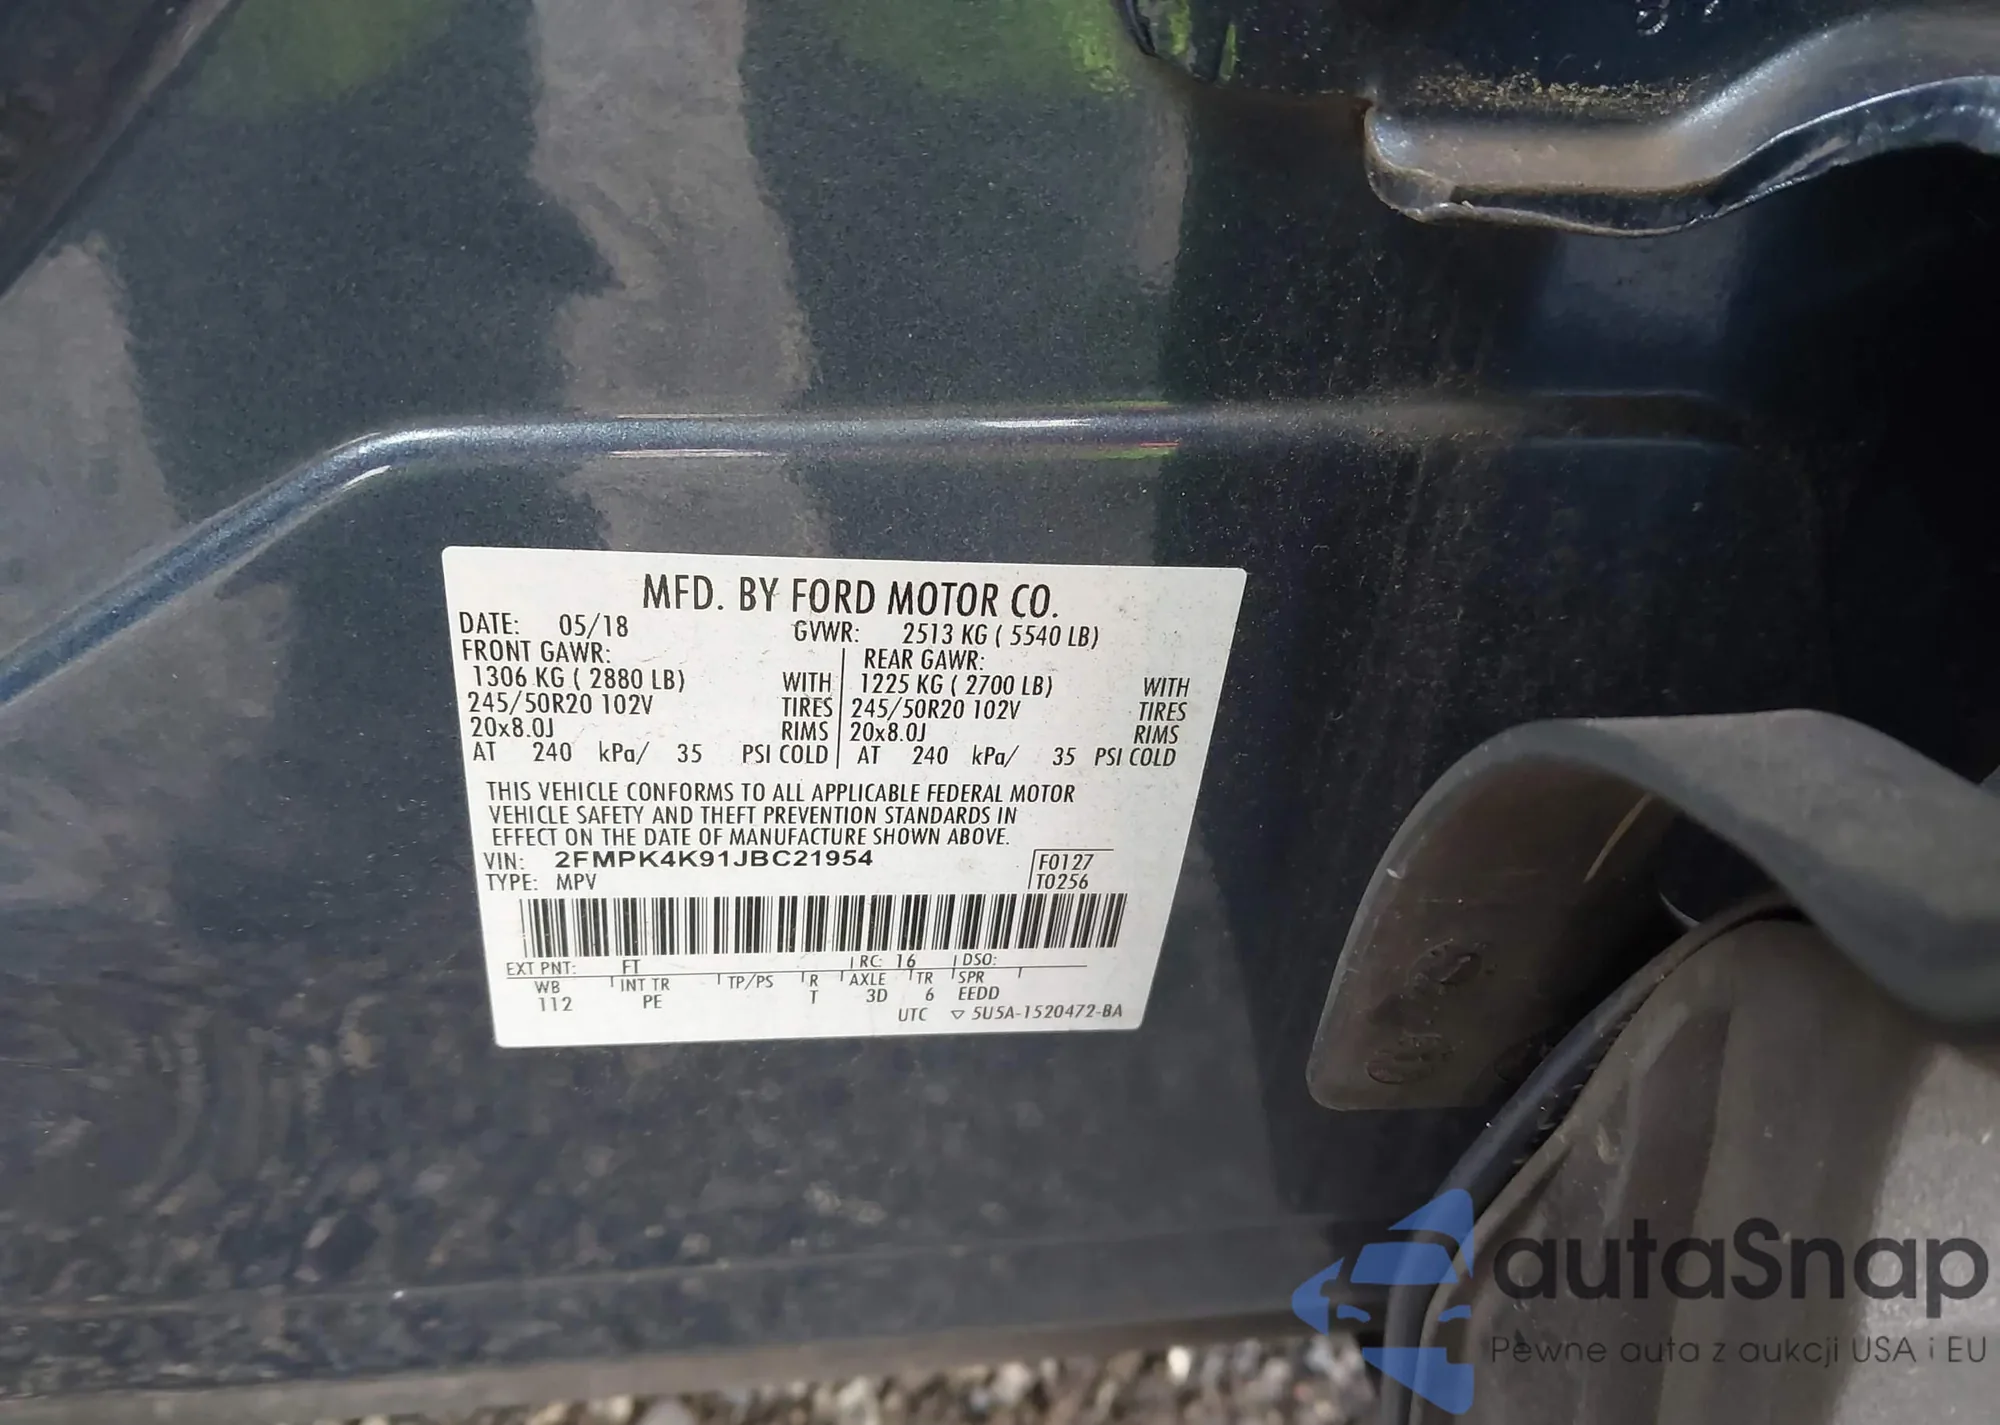 MFD. BY FORD MOTOR CO.
DATE: 05/18 GVWR: 2513 KG ( 5540 LB)
FRONT GAWR: REAR GAWR:
1306 KG ( 2880 LB) WITH 1225 KG ( 2700 LB) WITH
245/50R20 102V TIRES 245/50R20 102V TIRES
20x8.0J RIMS 20x8.0J RIMS
AT 240 kPa/ 35 PSI COLD AT 240 kPa/ 35 PSI COLD
THIS VEHICLE CONFORMS TO ALL APPLICABLE FEDERAL MOTOR
VEHICLE SAFETY AND THEFT PREVENTION STANDARDS IN
EFFECT ON THE DATE OF MANUFACTURE SHOWN ABOVE.
VIN: 2FMPK4K91JBC21954 F0127
TYPE: MPV T0256
EXT PNT: FT RC: 16 DSO:
WB INT TR TP/PS R AXLE TR SPR
112 PE T 3D 6 EEDD
UTC ▽ 5U5A-1520472-BA
autaSnap
Pewne auta z aukcji USA i EU